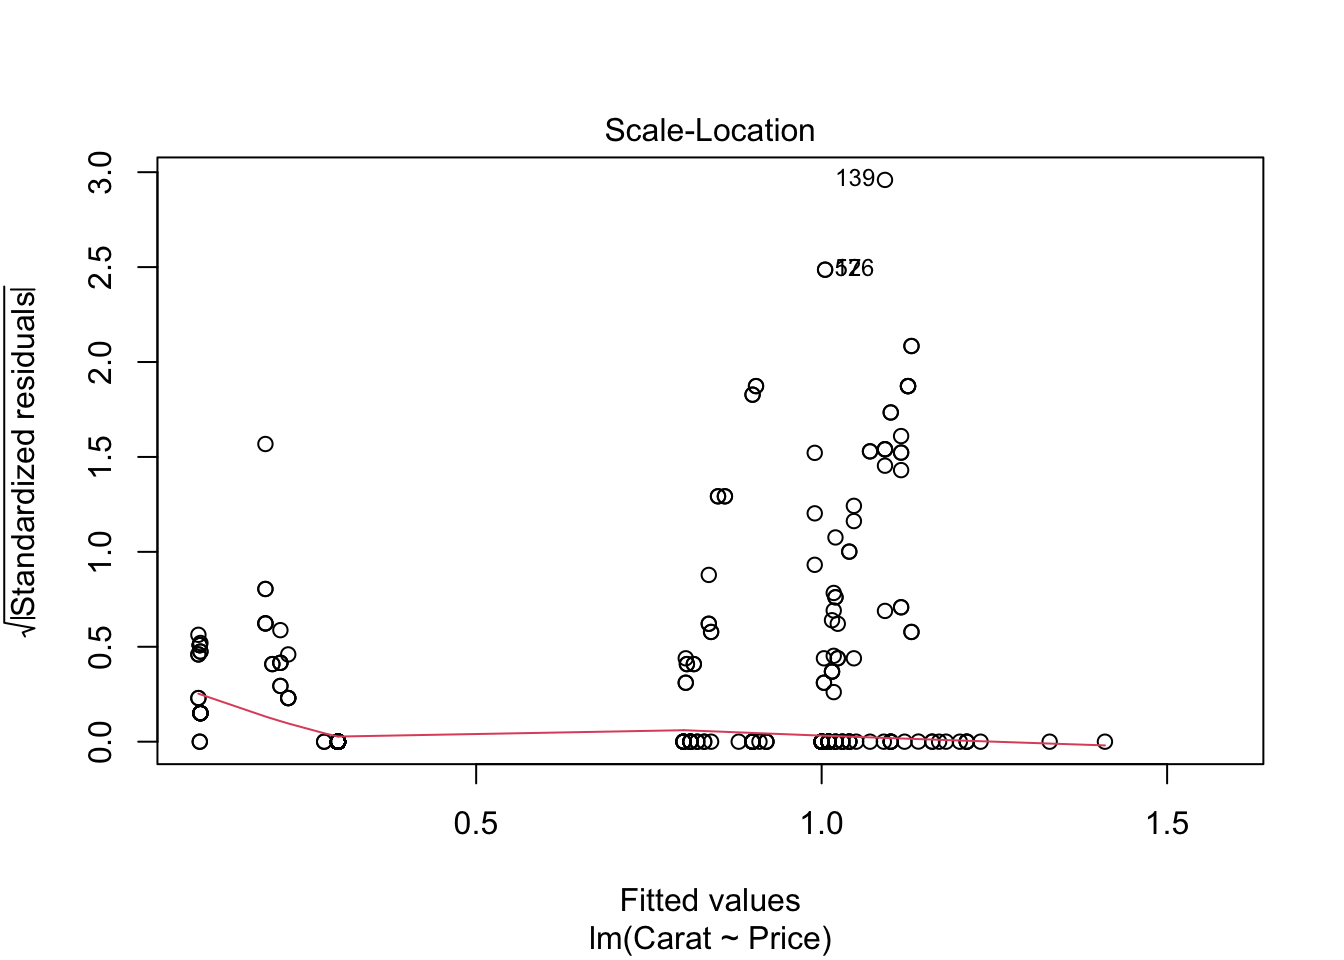 Scale-Location
√|Standardized residuals|
3.0
2.5
2.0
1.5
1.0
0.5
0.0
139
0.5
1.0
1.5
Fitted values
lm(Carat ~ Price)